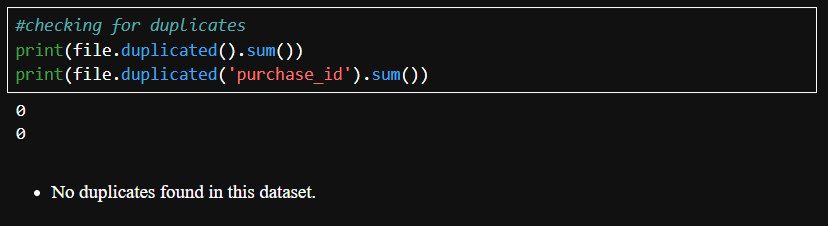 #checking for duplicates
print(file.duplicated().sum())
print(file.duplicated('purchase_id').sum())
0
0
• No duplicates found in this dataset.